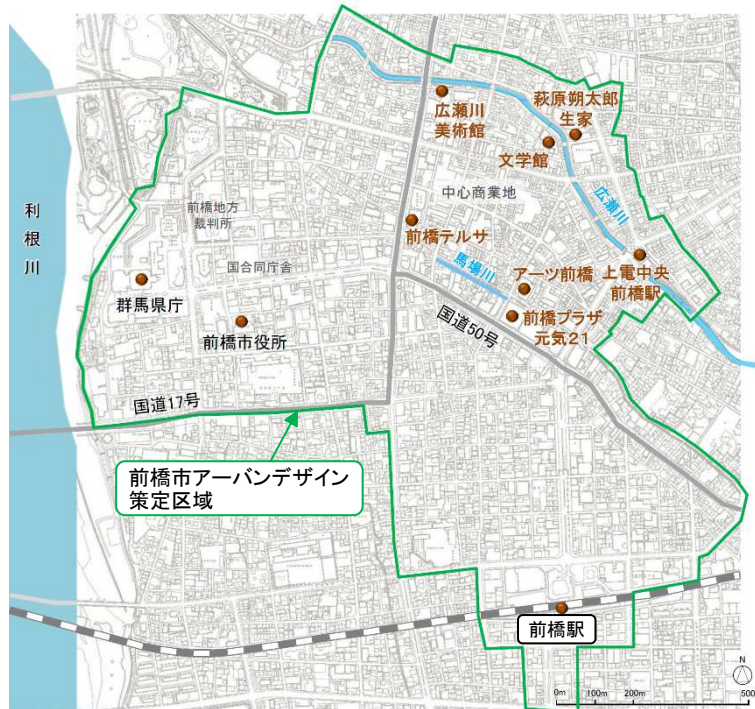 広瀬川
美術館
萩原朔太郎
生家
文学館
中心商業地
広瀬川
利根川
前橋地方
裁判所
前橋テルサ
国合同庁舎
馬場川
アーツ前橋
上電中央
前橋駅
群馬県庁
前橋市役所
前橋プラザ
元気21
国道50号
国道17号
前橋市アーバンデザイン
策定区域
前橋駅
N
0m 100m 200m 500